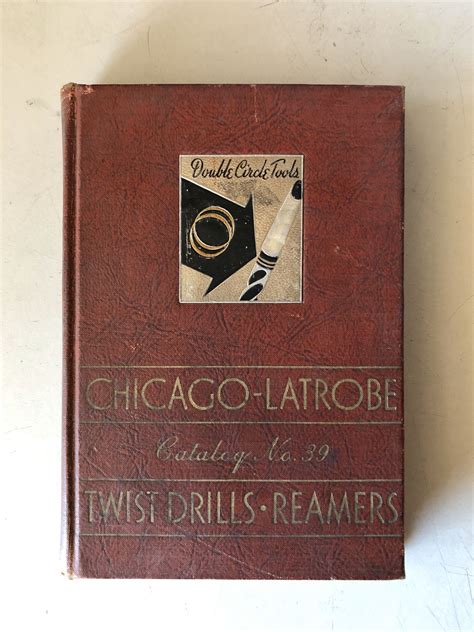 Double Circle Tools
CHICAGO-LATROBE
Catalog No. 39
TWIST DRILLS • REAMERS